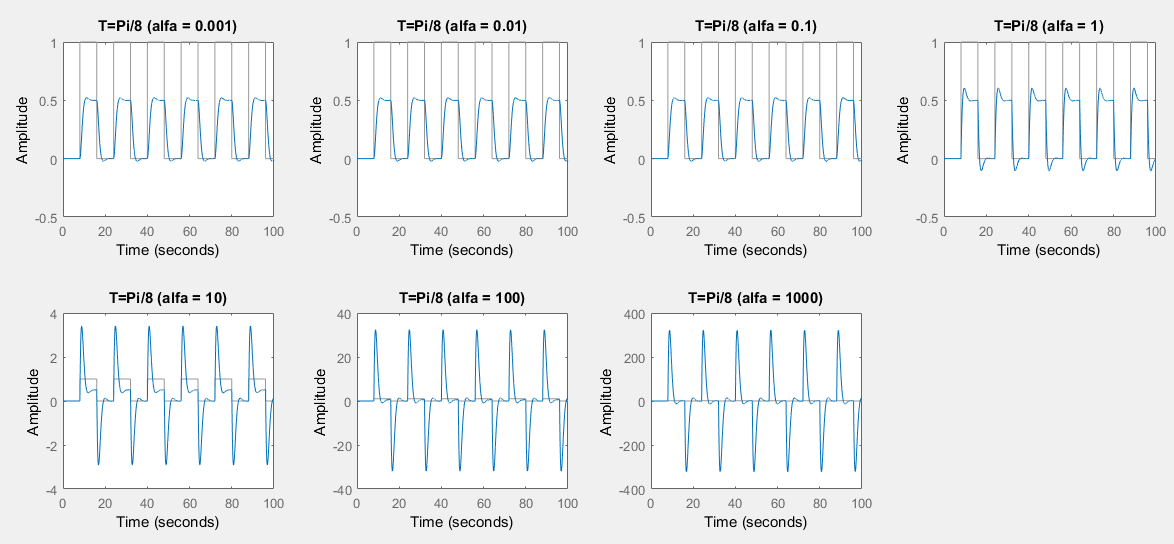 T=Pi/8 (alfa = 0.001)
1
0.5
0
-0.5
Amplitude
0 20 40 60 80 100
Time (seconds)
T=Pi/8 (alfa = 0.01)
1
0.5
0
-0.5
Amplitude
0 20 40 60 80 100
Time (seconds)
T=Pi/8 (alfa = 0.1)
1
0.5
0
-0.5
Amplitude
0 20 40 60 80 100
Time (seconds)
T=Pi/8 (alfa = 1)
1
0.5
0
-0.5
Amplitude
0 20 40 60 80 100
Time (seconds)
T=Pi/8 (alfa = 10)
4
2
0
-2
-4
Amplitude
0 20 40 60 80 100
Time (seconds)
T=Pi/8 (alfa = 100)
40
20
0
-20
-40
Amplitude
0 20 40 60 80 100
Time (seconds)
T=Pi/8 (alfa = 1000)
400
200
0
-200
-400
Amplitude
0 20 40 60 80 100
Time (seconds)